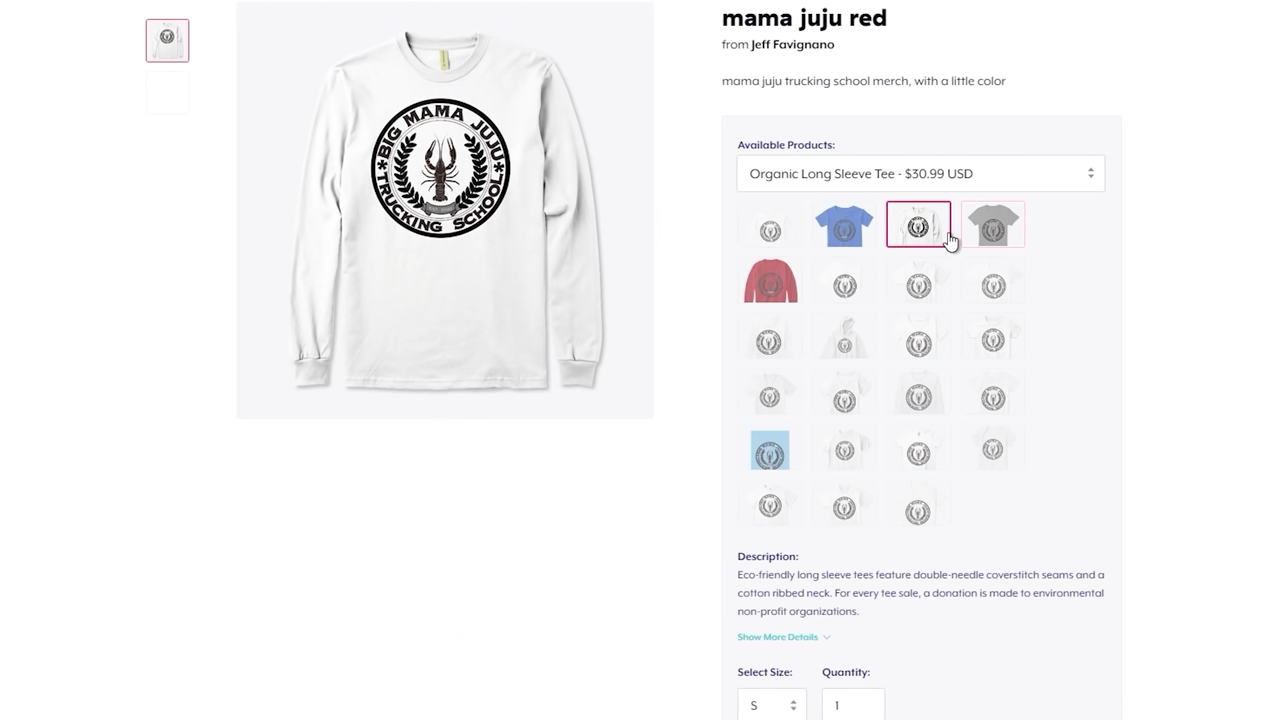 mama juju red
from Jeff Favignano
mama juju trucking school merch, with a little color
BIG MAMA JUJU
TRUCKING SCHOOL
Available Products:
Organic Long Sleeve Tee - $30.99 USD
Description:
Eco-friendly long sleeve tees feature double-needle coverstitch seams and a
cotton ribbed neck. For every tee sale, a donation is made to environmental
non-profit organizations.
Show More Details
Select Size: Quantity:
S 1